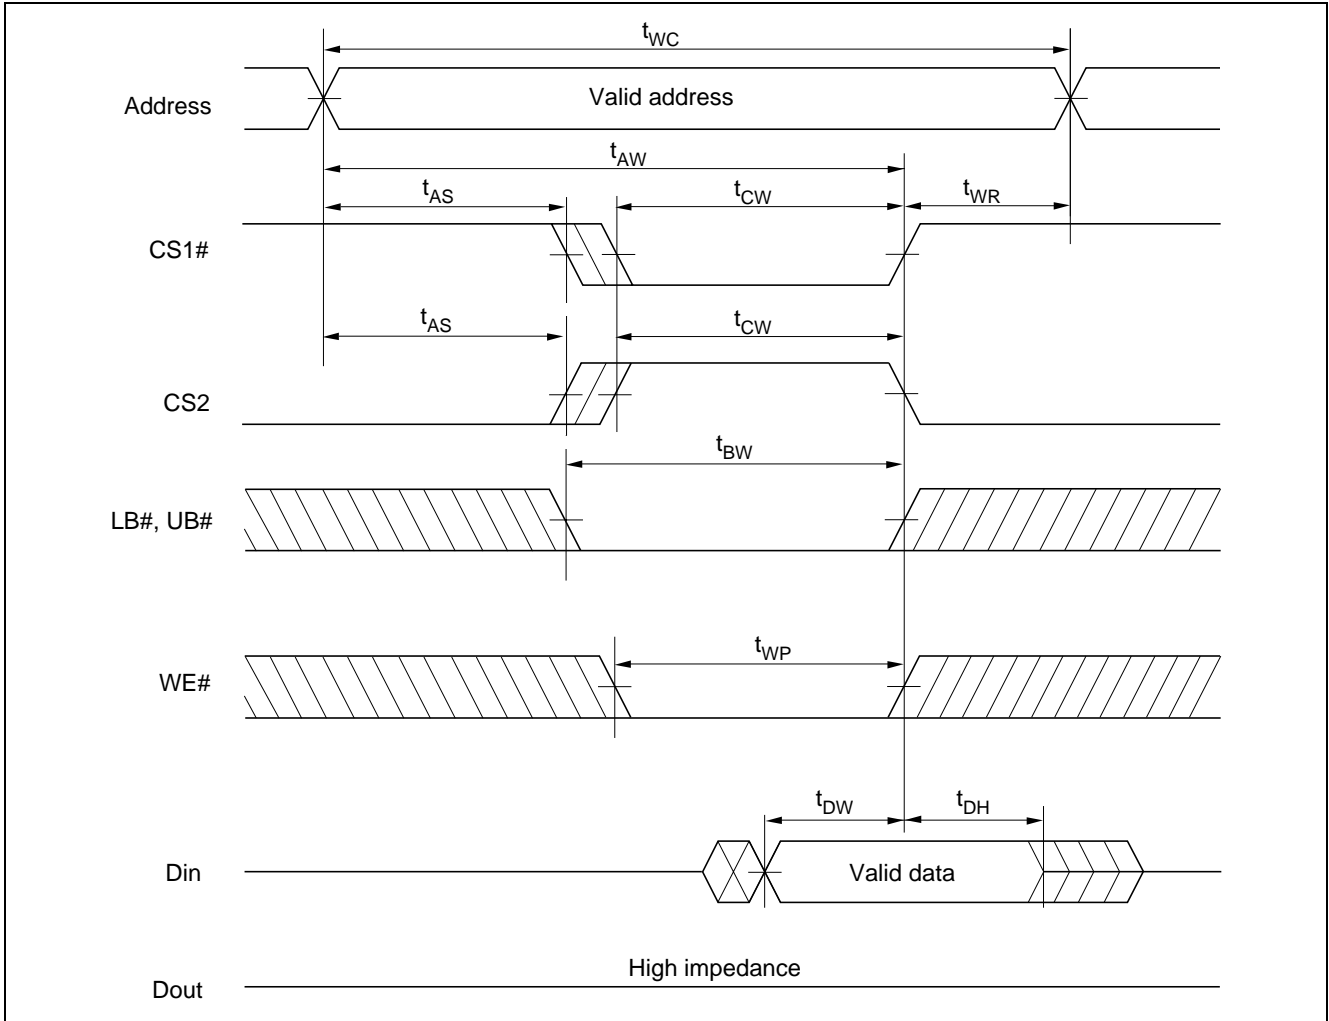 tWC
Address
Valid address
tAW
tAS
tCW
tWR
CS1#
tAS
tCW
CS2
tBW
LB#, UB#
tWP
WE#
tDW
tDH
Din
Valid data
High impedance
Dout